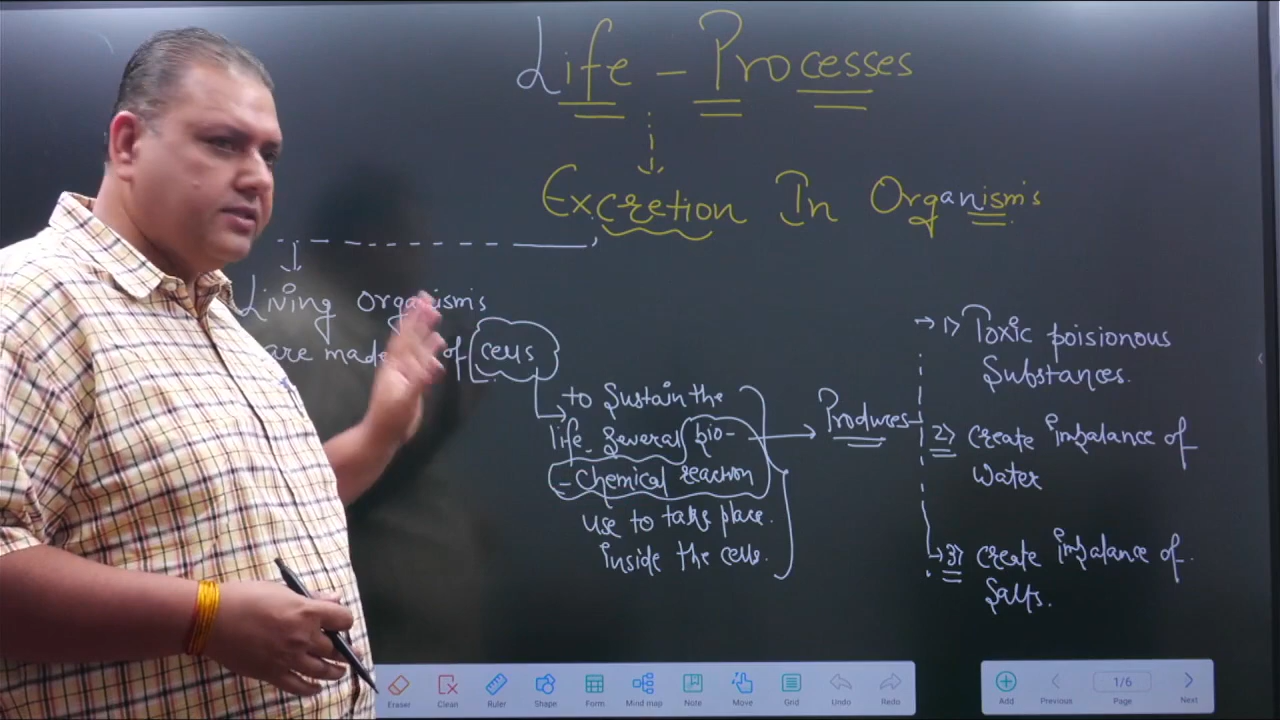 Life - Processes
Excretion In Organism's
Living organism's
are made of cells
to Sustain the
life several bio-
- chemical reaction
use to take place.
inside the cells.
Produces
1) Toxic poisionous
Substances.
2) Create imbalance of
Water
3) Create imbalance of.
Salts.
Eraser Clean Ruler Shape Form Mind map Note Move Grid Undo Redo
Add Previous 1/6 Page Next